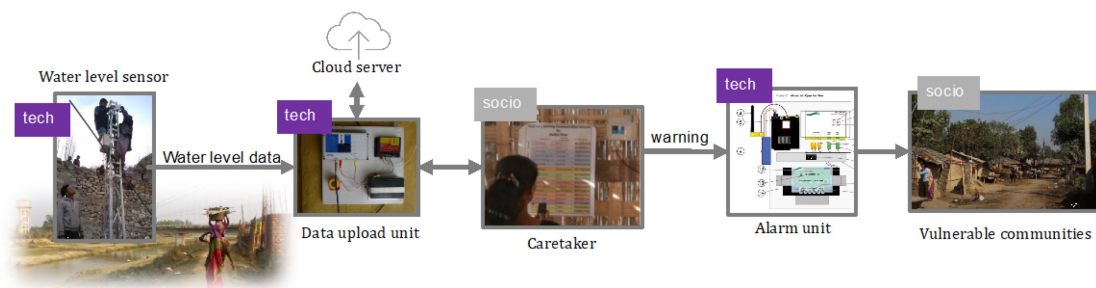 Water level sensor
tech
Water level data
Cloud server
tech
Data upload unit
socio
Caretaker
warning
tech
Alarm unit
socio
Vulnerable communities